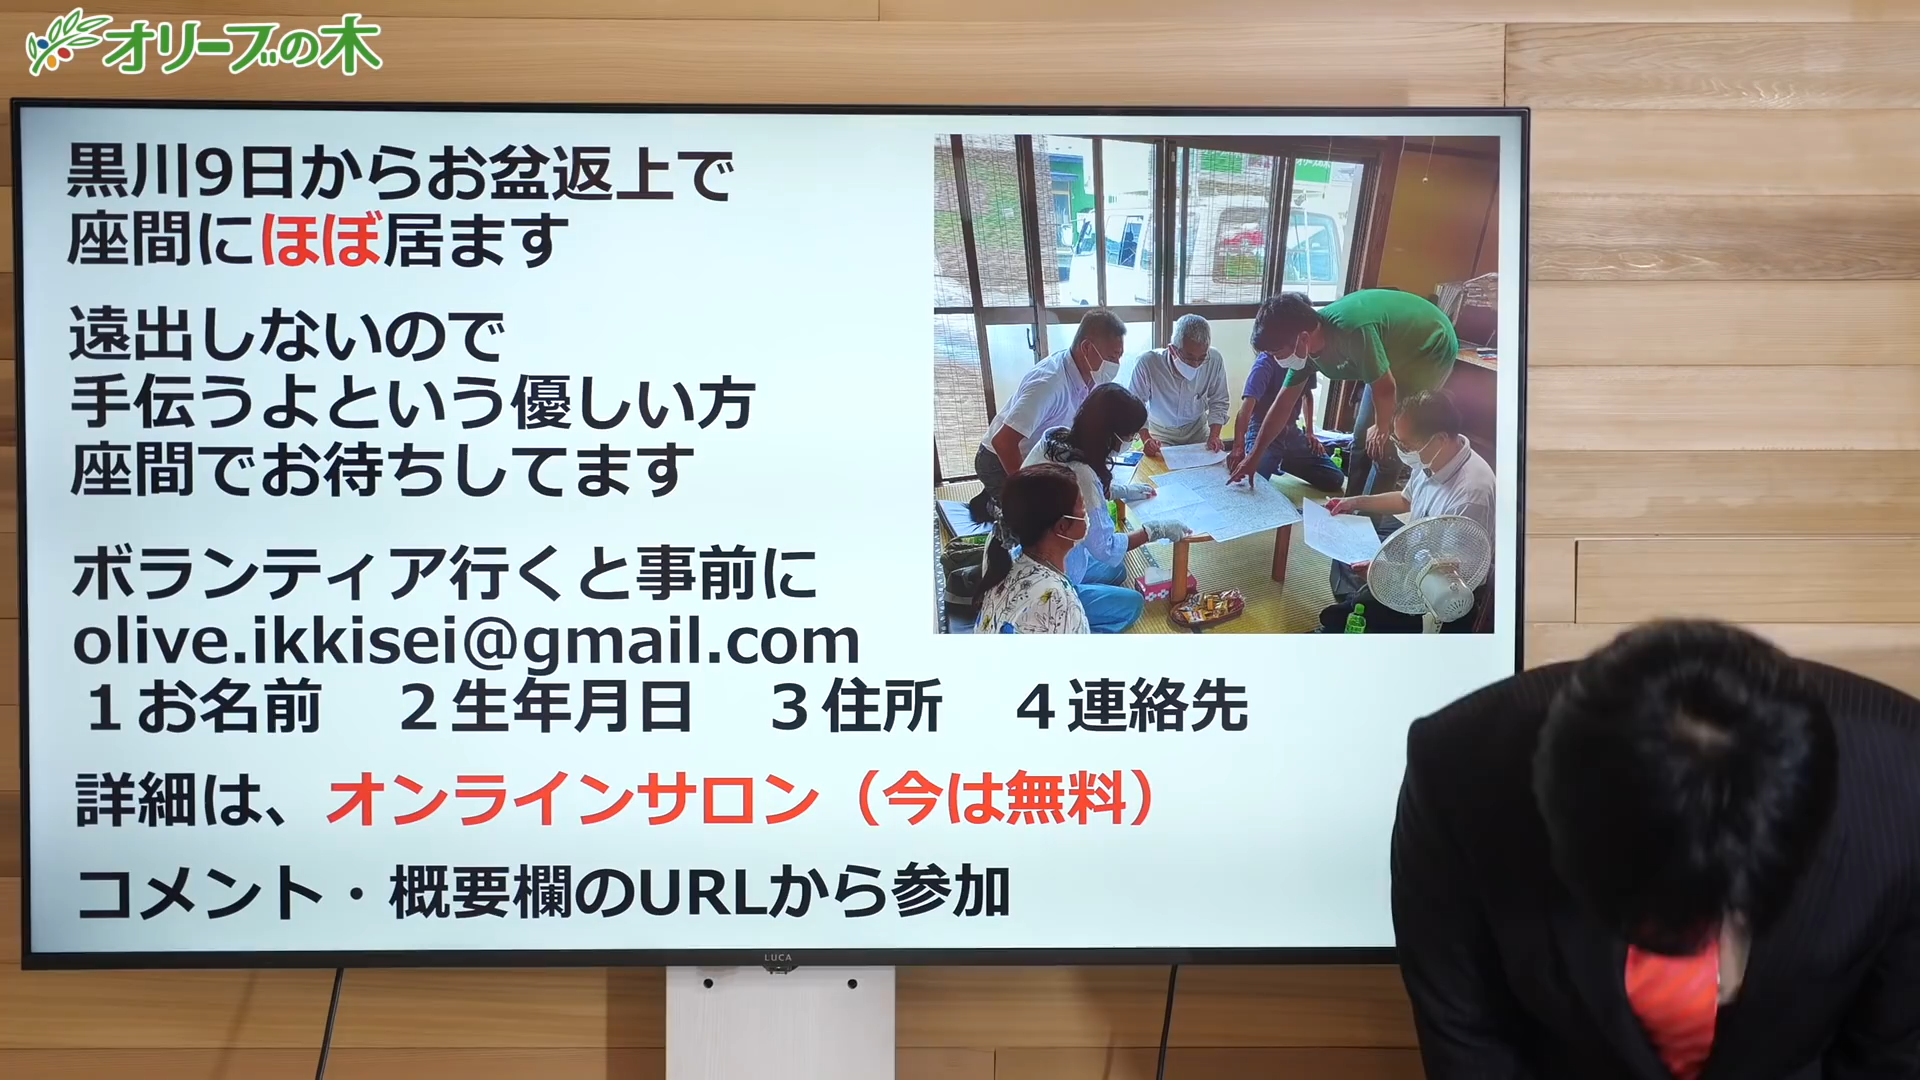 オリーブの木
黒川9日からお盆返上で
座間にほぼ居ます
遠出しないので
手伝うよという優しい方
座間でお待ちしてます
ボランティア行くと事前に
olive.ikkisei@gmail.com
１お名前　２生年月日　３住所　４連絡先
詳細は、オンラインサロン（今は無料）
コメント・概要欄のURLから参加
LUCA